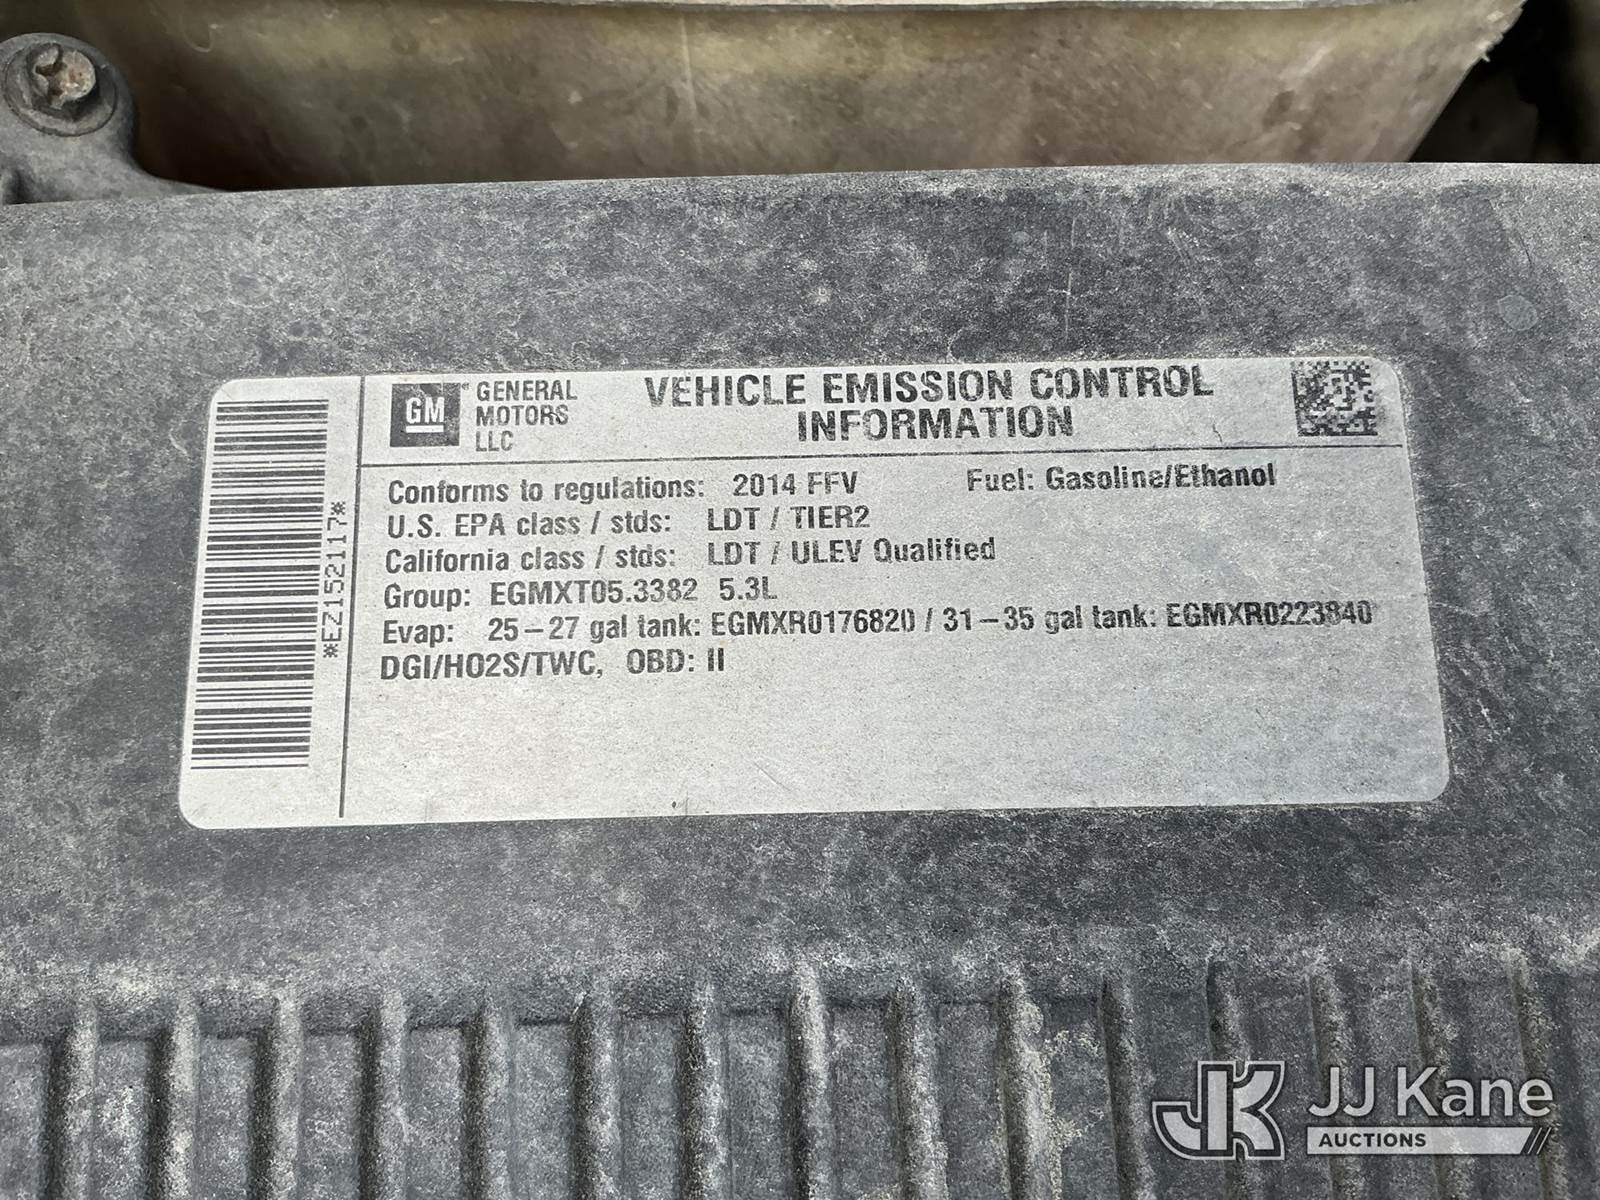 GM GENERAL MOTORS LLC
VEHICLE EMISSION CONTROL
INFORMATION
Conforms to regulations: 2014 FFV Fuel: Gasoline/Ethanol
U.S. EPA class / stds: LDT / TIER2
California class / stds: LDT / ULEV Qualified
Group: EGMXT05.3382 5.3L
Evap: 25-27 gal tank: EGMXR0176820 / 31-35 gal tank: EGMXR0223840
DGI/HO2S/TWC, OBD: II
*EZ152117*
JK JJ Kane
AUCTIONS